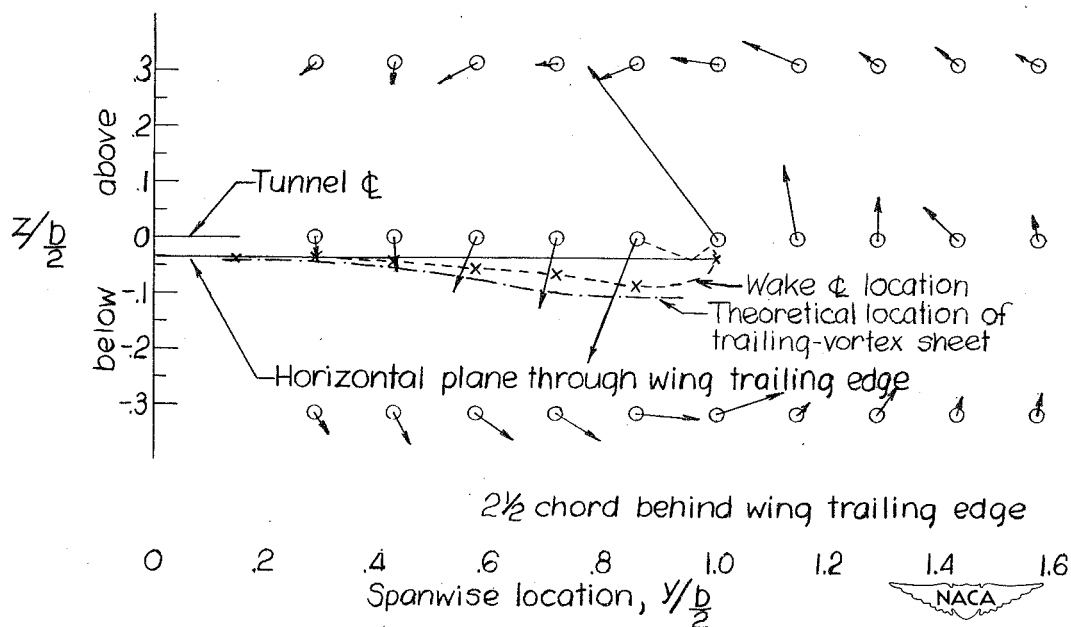 .3
.2
.1
0
-.1
-.2
-.3
above
below
z/b/2
Tunnel ℄
Wake ℄ location
Theoretical location of
trailing-vortex sheet
Horizontal plane through wing trailing edge
2½ chord behind wing trailing edge
0 .2 .4 .6 .8 1.0 1.2 1.4 1.6
Spanwise location, y/b/2
NACA